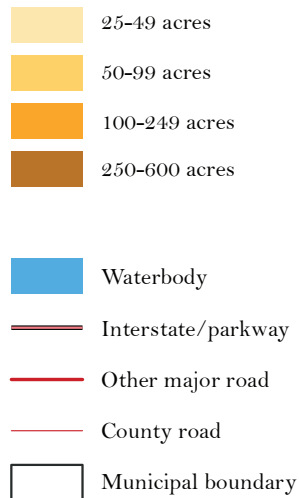 25-49 acres
50-99 acres
100-249 acres
250-600 acres
Waterbody
Interstate/parkway
Other major road
County road
Municipal boundary